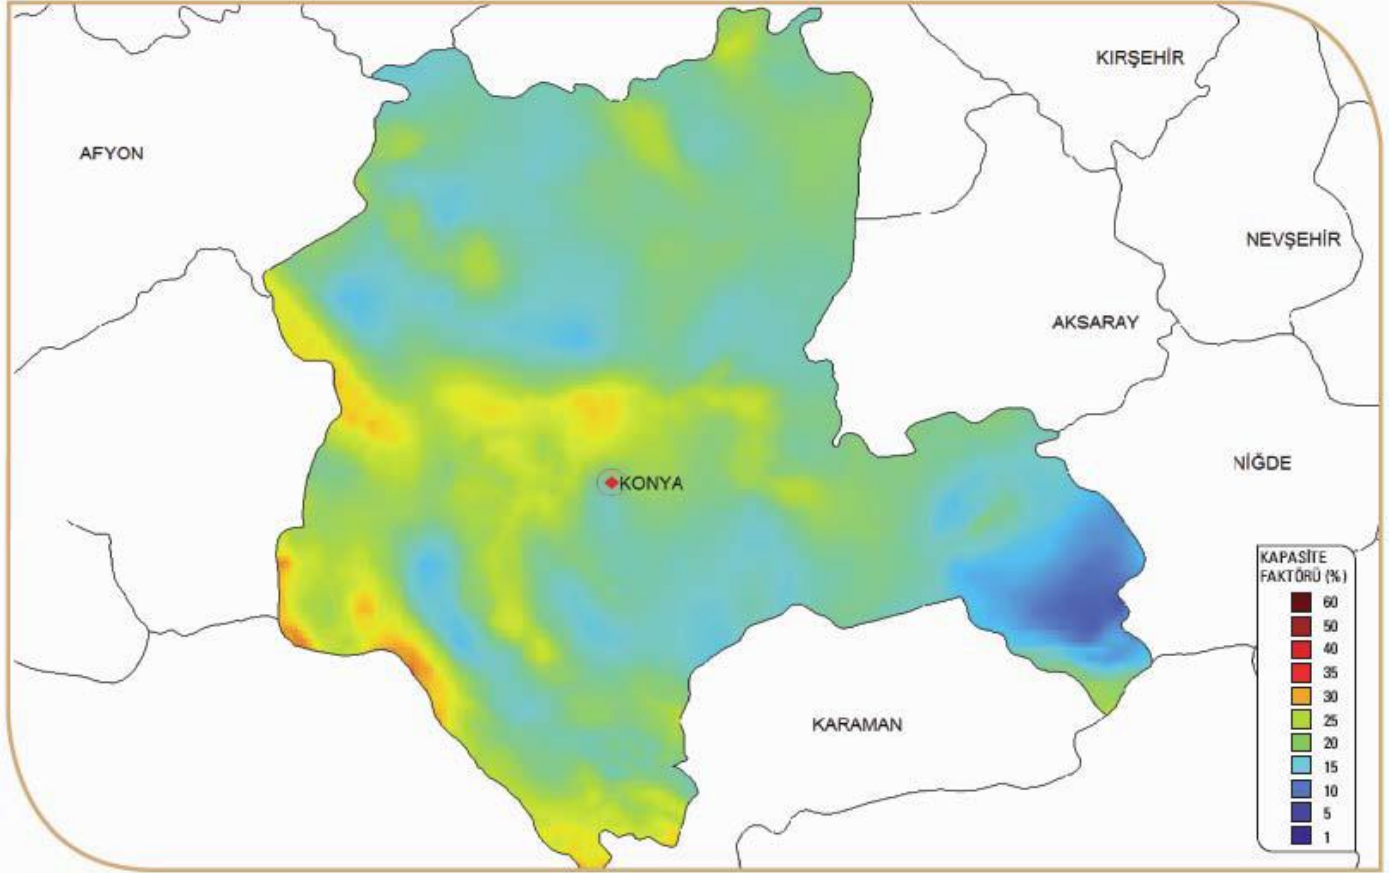 KIRŞEHİR
AFYON
NEVŞEHİR
AKSARAY
NİĞDE
KONYA
KARAMAN
KAPASİTE
FAKTÖRÜ (%)
60
50
40
35
30
25
20
15
10
5
1